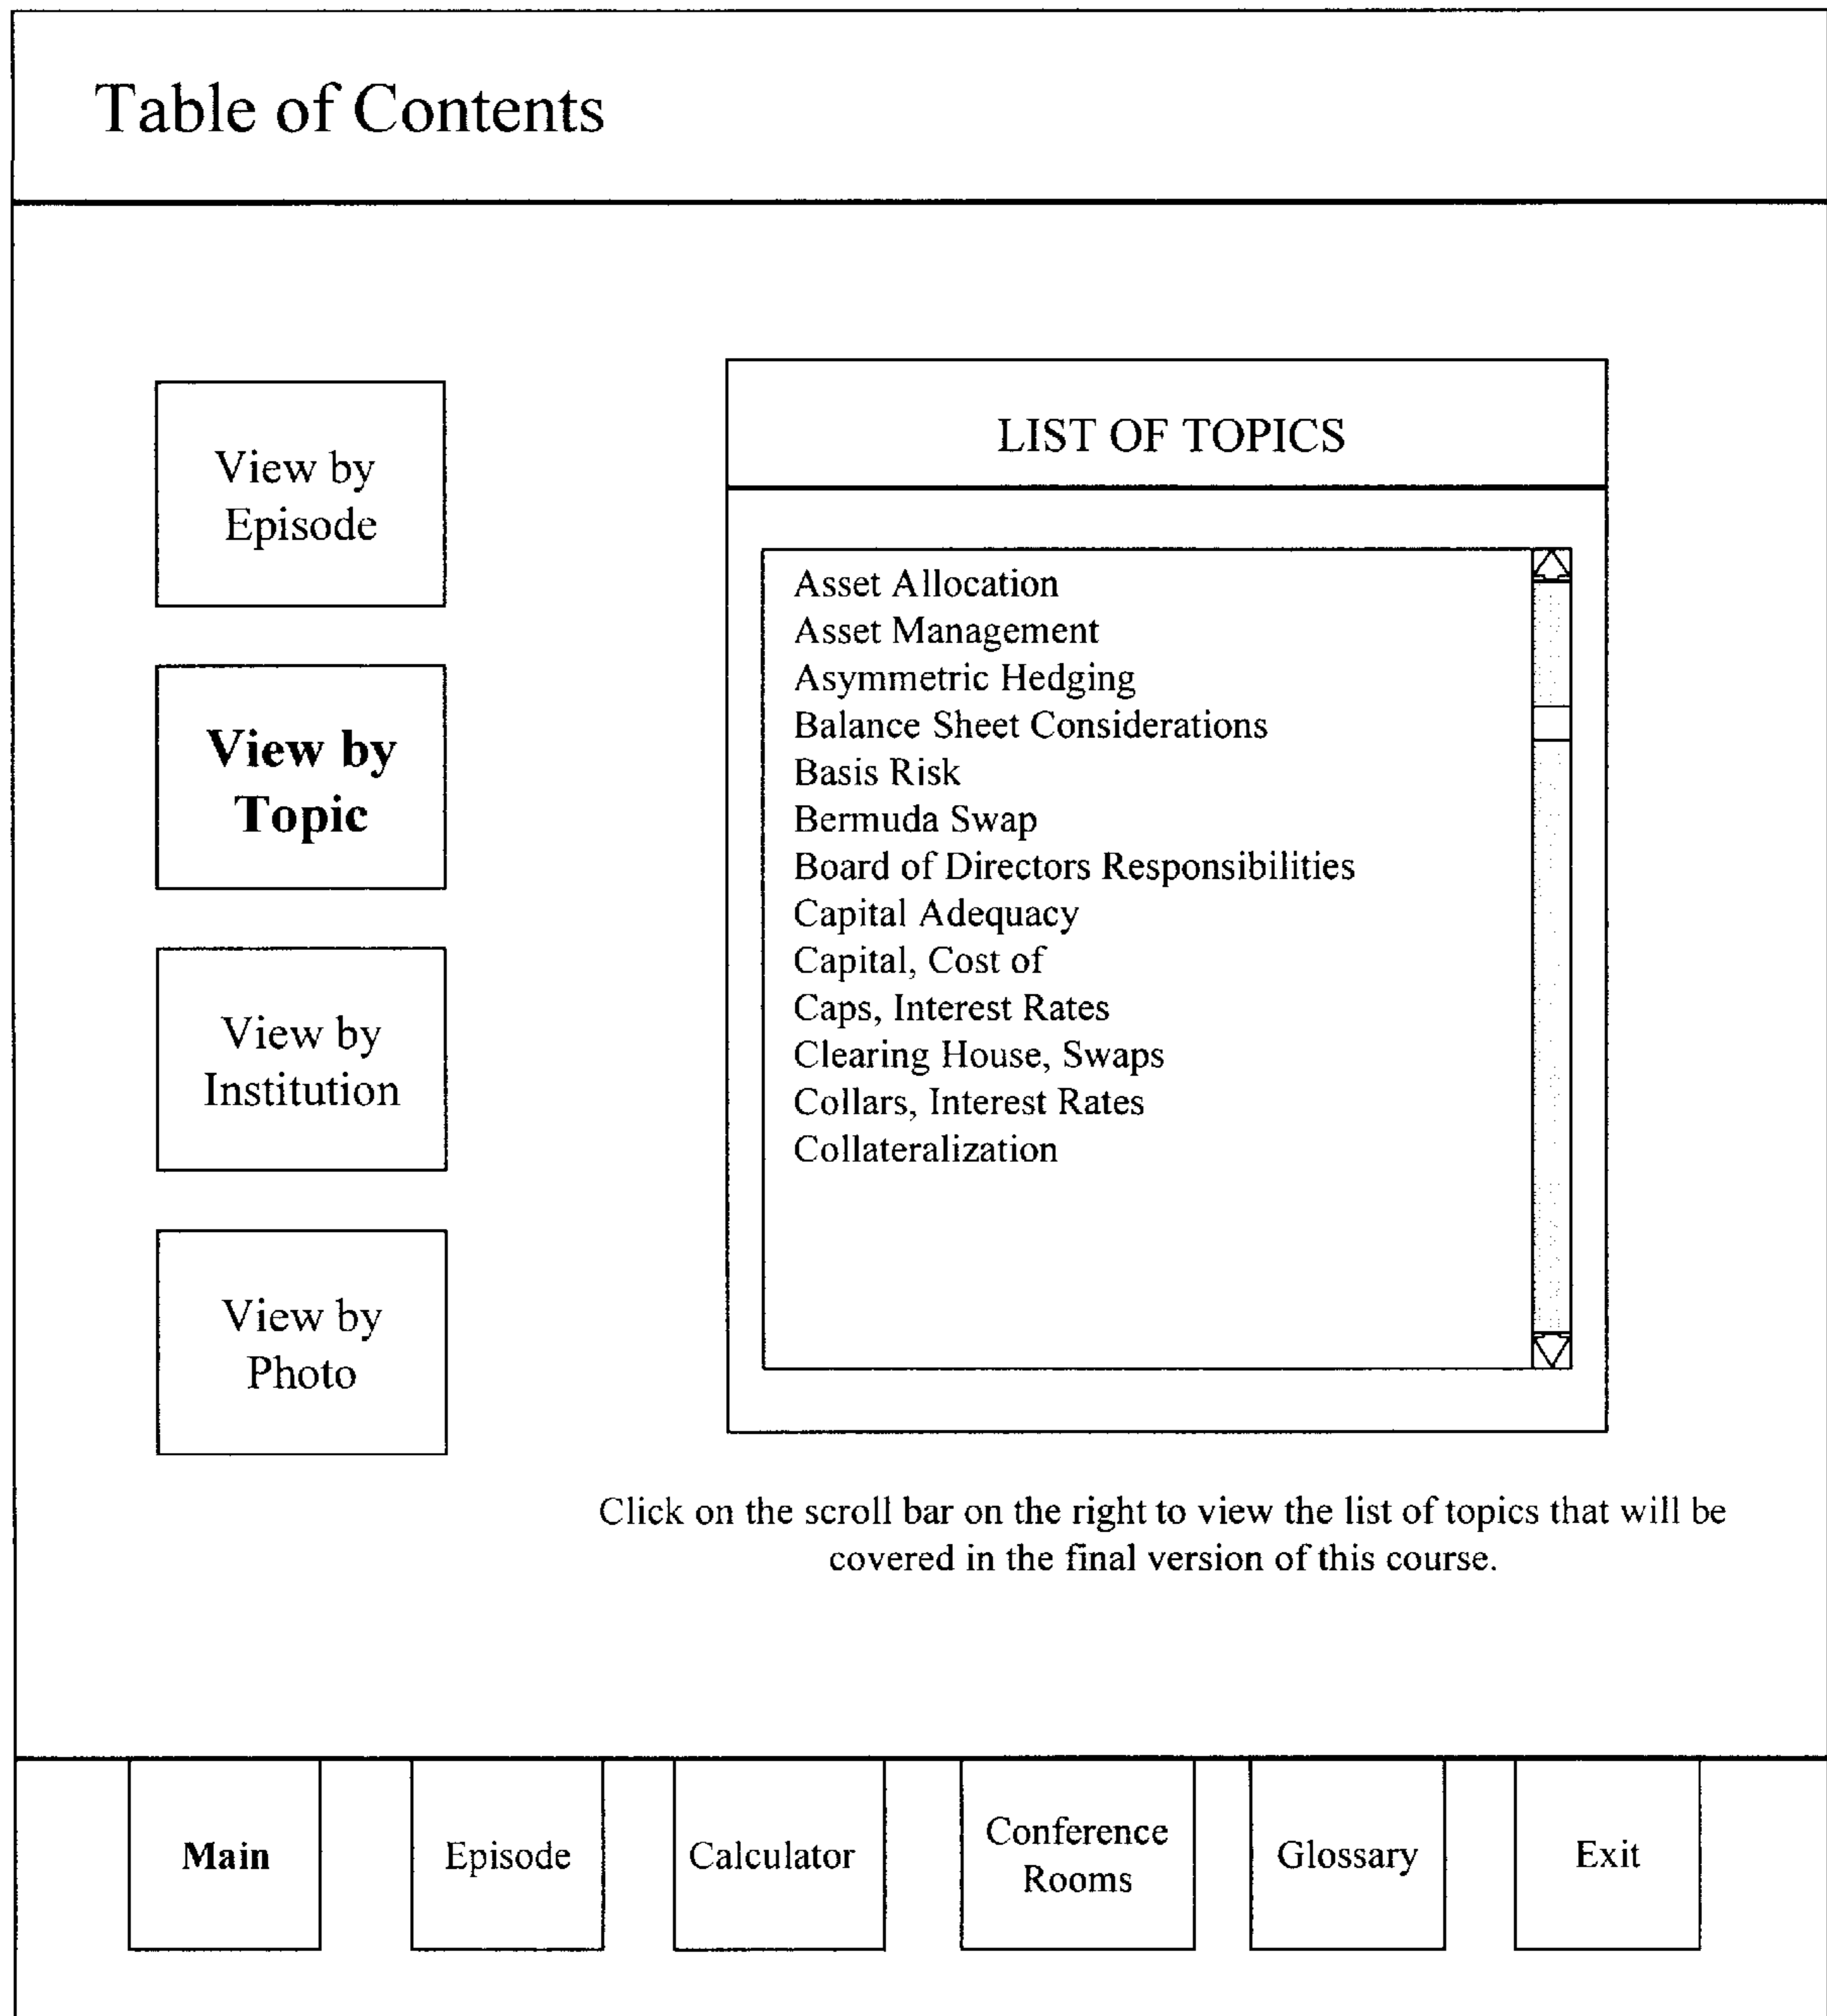 Table of Contents
View by
Episode
View by
Topic
View by
Institution
View by
Photo
LIST OF TOPICS
Asset Allocation
Asset Management
Asymmetric Hedging
Balance Sheet Considerations
Basis Risk
Bermuda Swap
Board of Directors Responsibilities
Capital Adequacy
Capital, Cost of
Caps, Interest Rates
Clearing House, Swaps
Collars, Interest Rates
Collateralization
Click on the scroll bar on the right to view the list of topics that will be
covered in the final version of this course.
Main
Episode
Calculator
Conference
Rooms
Glossary
Exit